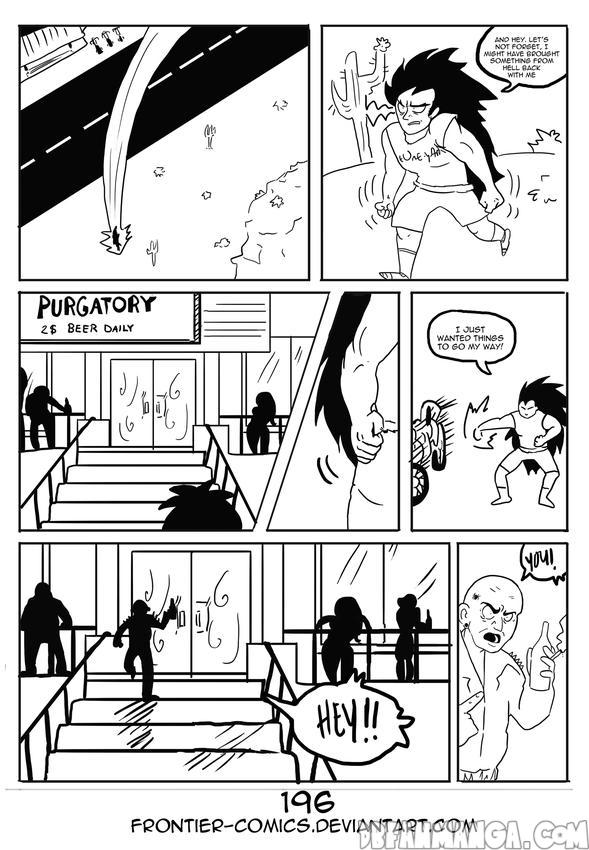 AND HEY. LET'S
NOT FORGET, I
MIGHT HAVE BROUGHT
SOMETHING FROM
HELL BACK
WITH ME
PURGATORY
2$ BEER DAILY
I JUST
WANTED THINGS
TO GO MY WAY!
HEY!!
YOU!
196
FRONTIER-COMICS.DEVIANTART.COM
DBFANMANGA.COM